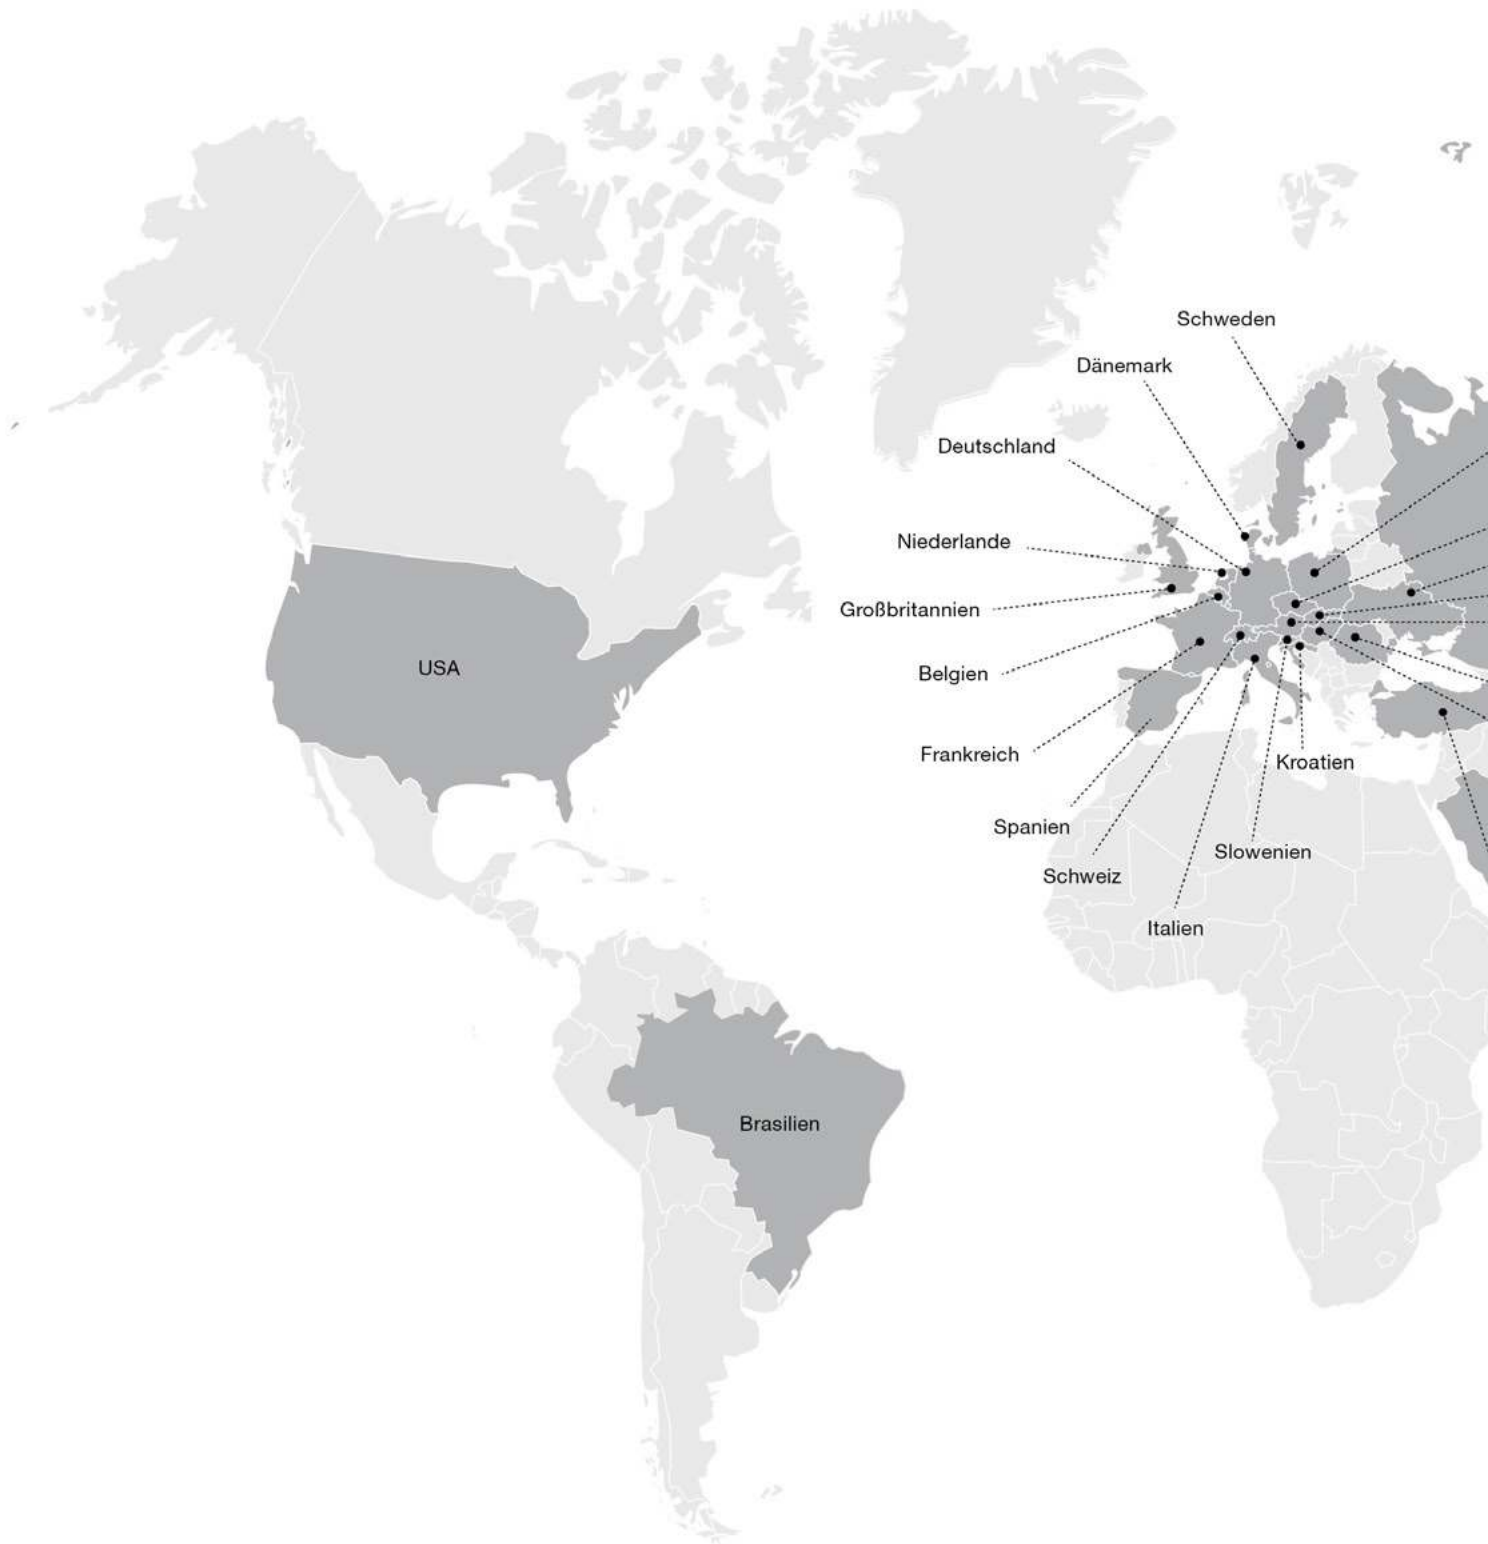 Schweden
Dänemark
Deutschland
Niederlande
Großbritannien
USA
Belgien
Frankreich
Kroatien
Spanien
Slowenien
Schweiz
Italien
Brasilien